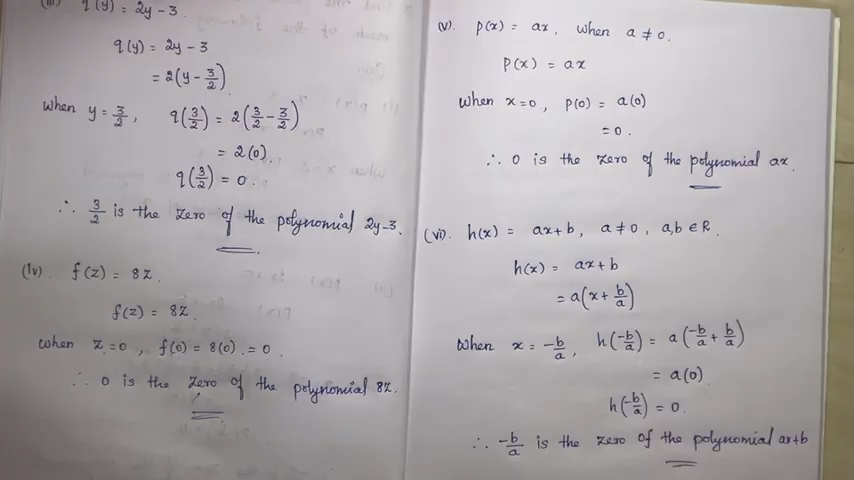 (iii) q(y) = 2y - 3.
q(y) = 2y - 3
= 2(y - 3/2)
When y = 3/2, q(3/2) = 2(3/2 - 3/2)
= 2(0).
q(3/2) = 0.
∴ 3/2 is the zero of the polynomial 2y-3.
(iv). f(z) = 8z.
f(z) = 8z.
when z=0, f(0) = 8(0) = 0.
∴ 0 is the zero of the polynomial 8z.
(v). p(x) = ax, when a ≠ 0.
p(x) = ax
when x=0, p(0) = a(0)
= 0.
∴ 0 is the zero of the polynomial ax.
(vi). h(x) = ax+b, a≠0, a,b ∈ R.
h(x) = ax+b
= a(x + b/a)
When x = -b/a, h(-b/a) = a(-b/a + b/a)
= a(0)
h(-b/a) = 0.
∴ -b/a is the zero of the polynomial ax+b